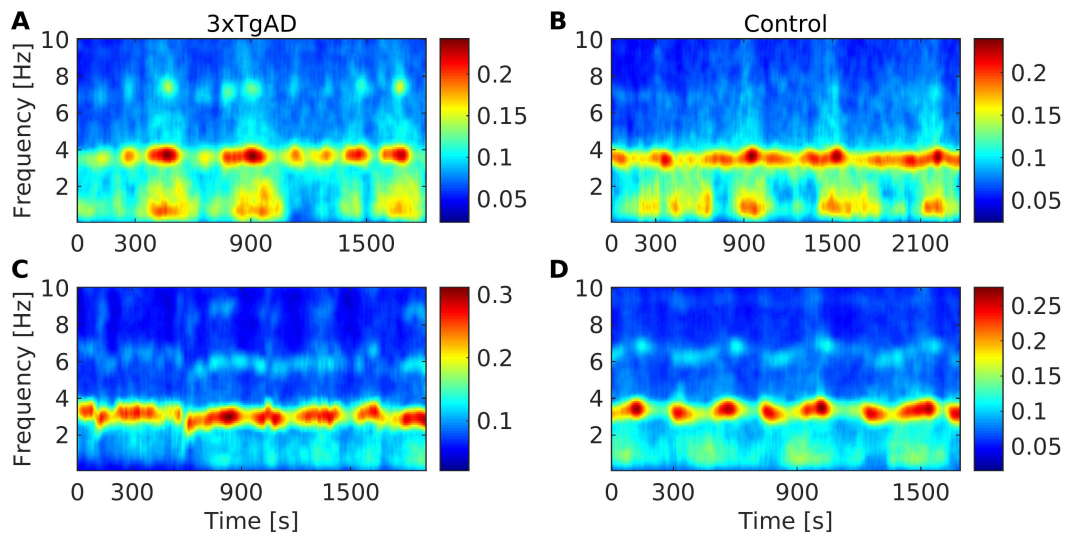 A 3xTgAD B Control
Frequency [Hz] 10 8 6 4 2 0.2 0.15 0.1 0.05 10 8 6 4 2 0.2 0.15 0.1 0.05
0 300 900 1500 0 300 900 1500 2100
C D
Frequency [Hz] 10 8 6 4 2 0.3 0.2 0.1 10 8 6 4 2 0.25 0.2 0.15 0.1 0.05
0 300 900 1500 0 300 900 1500
Time [s] Time [s]